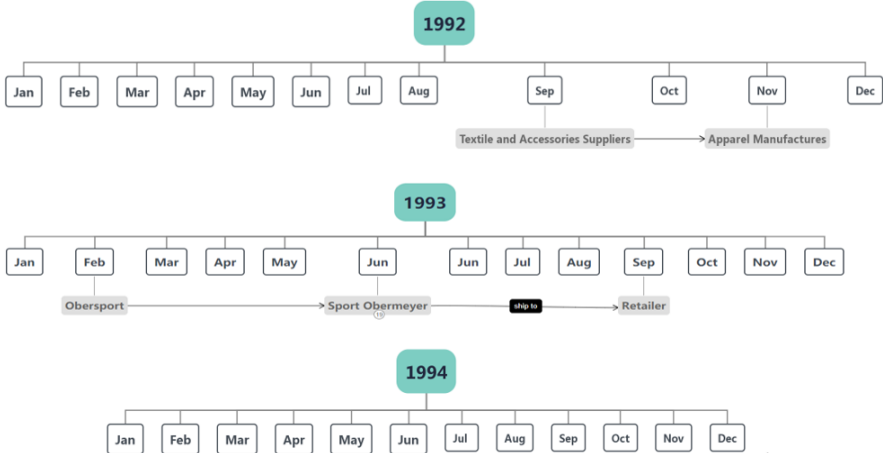 1992
Jan Feb Mar Apr May Jun Jul Aug Sep Oct Nov Dec
Textile and Accessories Suppliers Apparel Manufactures
1993
Jan Feb Mar Apr May Jun Jun Jul Aug Sep Oct Nov Dec
Obersport Sport Obermeyer ship to Retailer
1994
Jan Feb Mar Apr May Jun Jul Aug Sep Oct Nov Dec